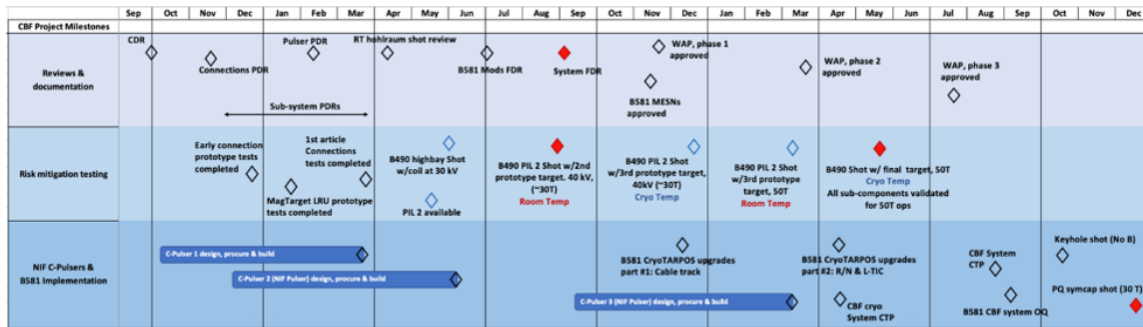 Sep Oct Nov Dec Jan Feb Mar Apr May Jun Jul Aug Sep Oct Nov Dec Jan Feb Mar Apr May Jun Jul Aug Sep Oct Nov Dec
CBF Project Milestones
Reviews &
documentation
CDR
Connections PDR
Pulser PDR
Sub-system PDRs
RT hohlraum shot review
B581 Mods FDR
System FDR
WAP, phase 1
approved
B581 MESNs
approved
WAP, phase 2
approved
WAP, phase 3
approved
Risk mitigation testing
Early connection
prototype tests
completed
MagTarget LRU prototype
tests completed
1st article
Connections
tests completed
B490 highbay Shot
w/coil at 30 kV
PIL 2 available
B490 PIL 2 Shot w/2nd
prototype target. 40 kV,
(~30T)
Room Temp
B490 PIL 2 Shot
w/3rd prototype target,
40kV (~30T)
Cryo Temp
B490 PIL 2 Shot
w/3rd prototype
target, 50T
Room Temp
B490 Shot w/ final target, 50T
Cryo Temp
All sub-components validated
for 50T ops
NIF C-Pulsers &
B581 Implementation
C-Pulser 1 design, procure & build
C-Pulser 2 (NIF Pulser) design, procure & build
C-Pulser 3 (NIF Pulser) design, procure & build
B581 CryoTARPOS upgrades
part #1: Cable track
B581 CryoTARPOS upgrades
part #2: R/N & L-TIC
CBF cryo
System CTP
CBF System
CTP
B581 CBF system OQ
Keyhole shot (No B)
PQ symcap shot (30 T)